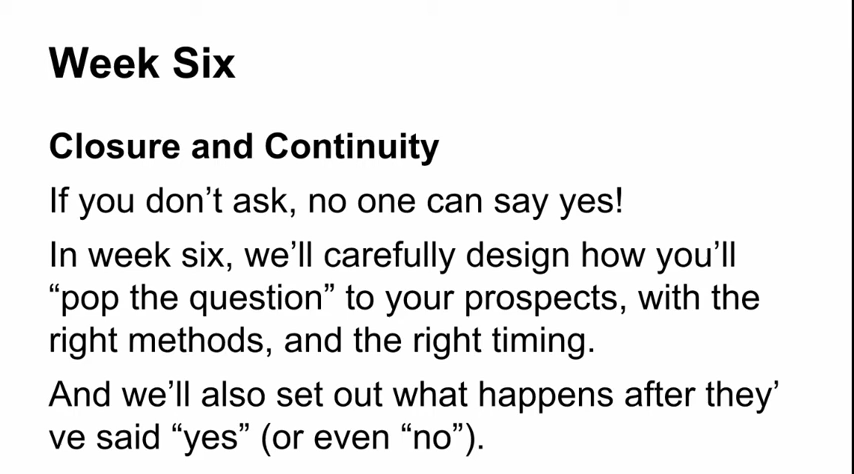 Week Six
Closure and Continuity
If you don’t ask, no one can say yes!
In week six, we’ll carefully design how you’ll
“pop the question” to your prospects, with the
right methods, and the right timing.
And we’ll also set out what happens after they’
ve said “yes” (or even “no”).